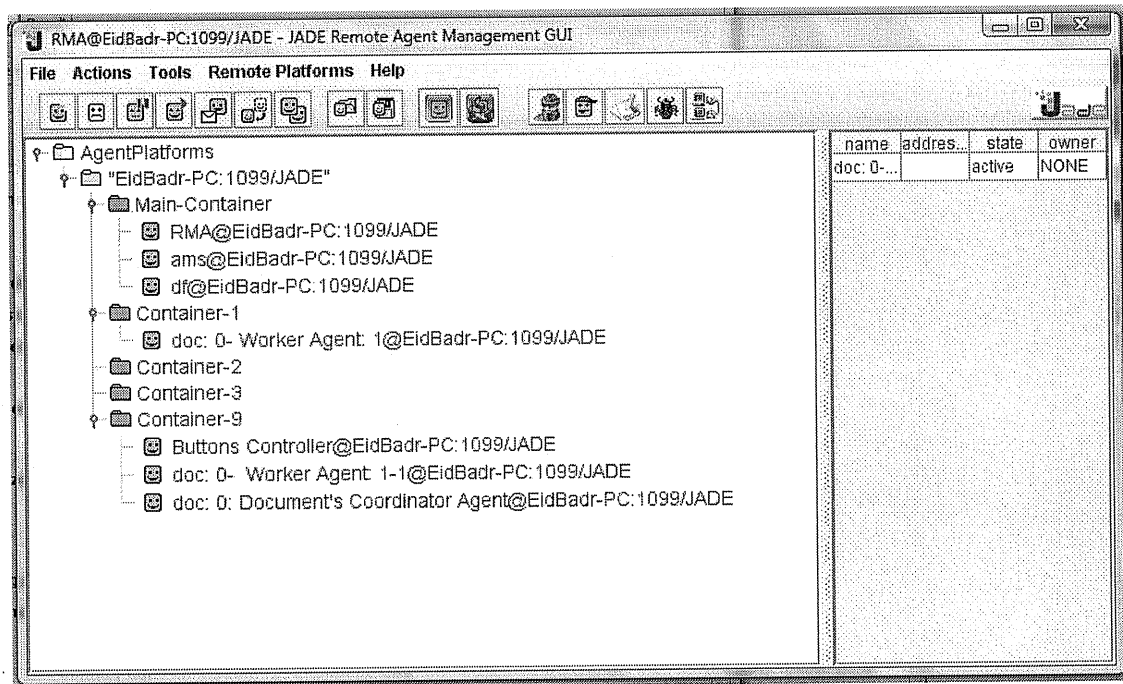 RMA@EidBadr-PC:1099/JADE - JADE Remote Agent Management GUI
File Actions Tools Remote Platforms Help
Jade
AgentPlatforms
"EidBadr-PC:1099/JADE"
Main-Container
RMA@EidBadr-PC:1099/JADE
ams@EidBadr-PC:1099/JADE
df@EidBadr-PC:1099/JADE
Container-1
doc: 0- Worker Agent: 1@EidBadr-PC:1099/JADE
Container-2
Container-3
Container-9
Buttons Controller@EidBadr-PC:1099/JADE
doc: 0- Worker Agent: 1-1@EidBadr-PC:1099/JADE
doc: 0: Document's Coordinator Agent@EidBadr-PC:1099/JADE
name addres... state owner
doc: 0-... active NONE